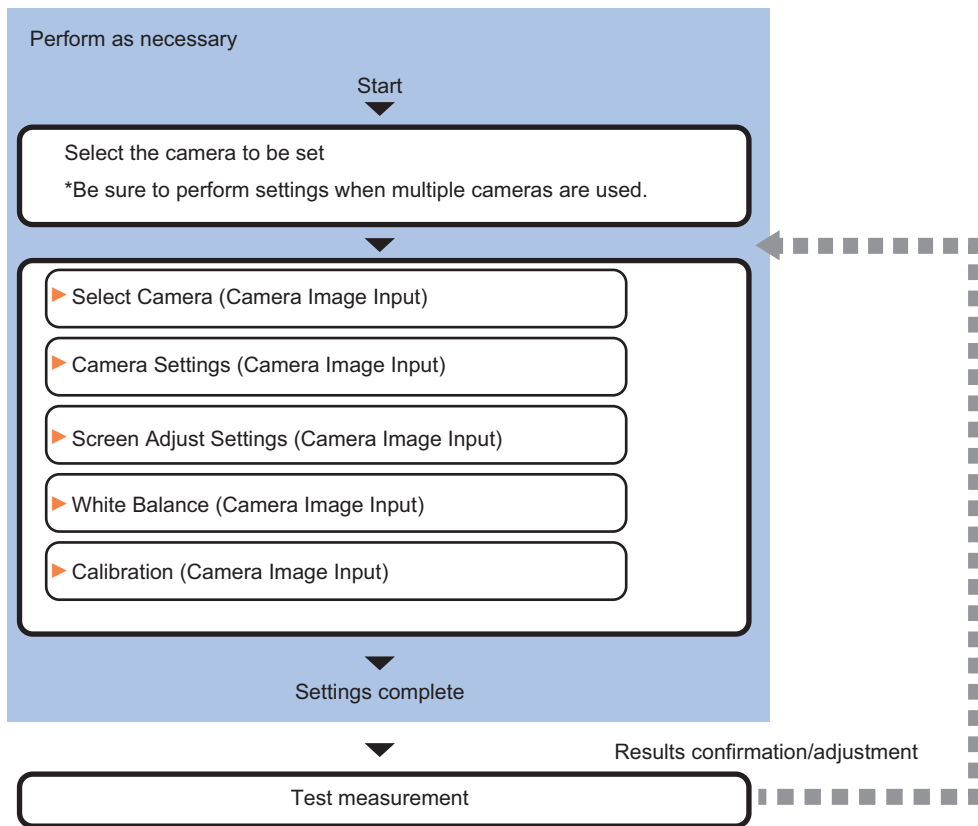 Perform as necessary
Start
Select the camera to be set
*Be sure to perform settings when multiple cameras are used.
Select Camera (Camera Image Input)
Camera Settings (Camera Image Input)
Screen Adjust Settings (Camera Image Input)
White Balance (Camera Image Input)
Calibration (Camera Image Input)
Settings complete
Results confirmation/adjustment
Test measurement